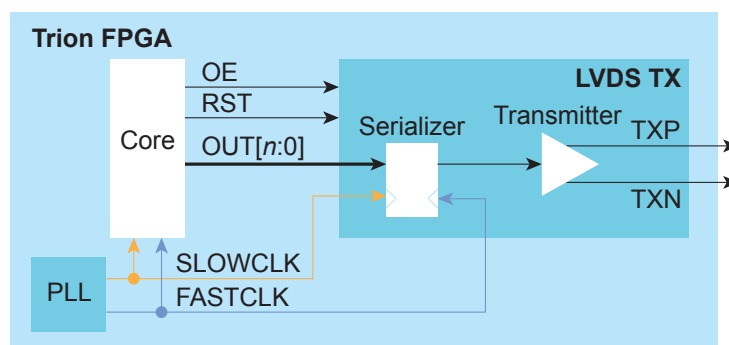 Trion FPGA
OE
LVDS TX
RST
Transmitter
Serializer
TXP
Core
OUT[n:0]
TXN
SLOWCLK
PLL
FASTCLK